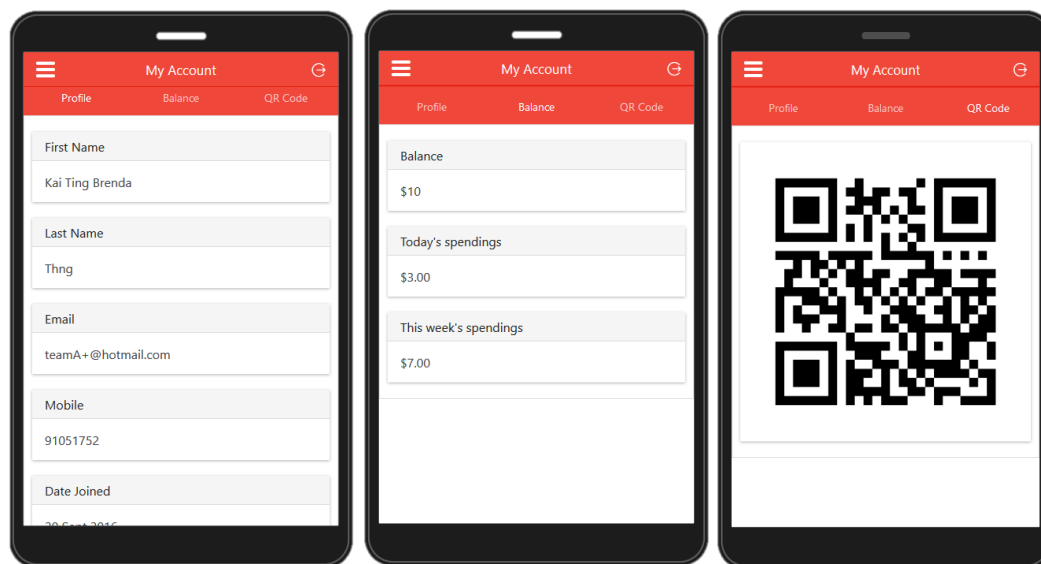 My Account
Profile Balance QR Code
First Name
Kai Ting Brenda
Last Name
Thng
Email
teamA+@hotmail.com
Mobile
91051752
Date Joined
My Account
Profile Balance QR Code
Balance
$10
Today's spendings
$3.00
This week's spendings
$7.00
My Account
Profile Balance QR Code